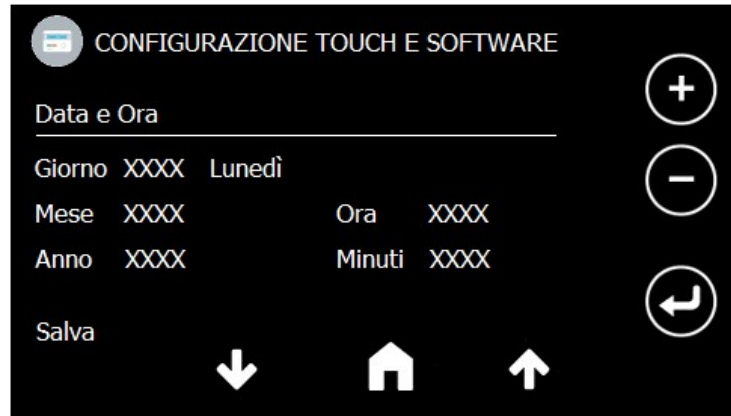 CONFIGURAZIONE TOUCH E SOFTWARE
Data e Ora
Giorno XXXX Lunedì
Mese XXXX Ora XXXX
Anno XXXX Minuti XXXX
Salva